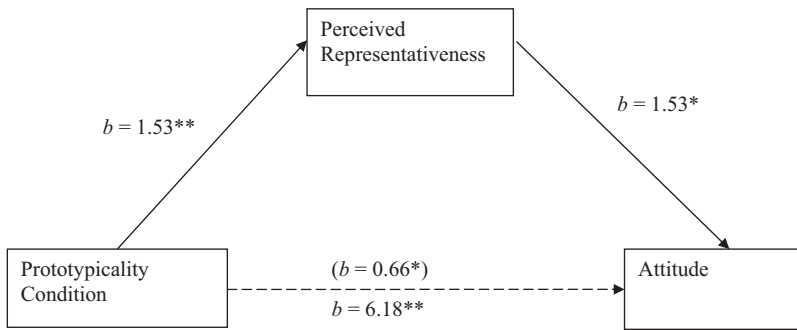 Perceived
Representativeness
b = 1.53**
b = 1.53*
Prototypicality
Condition
(b = 0.66*)
b = 6.18**
Attitude